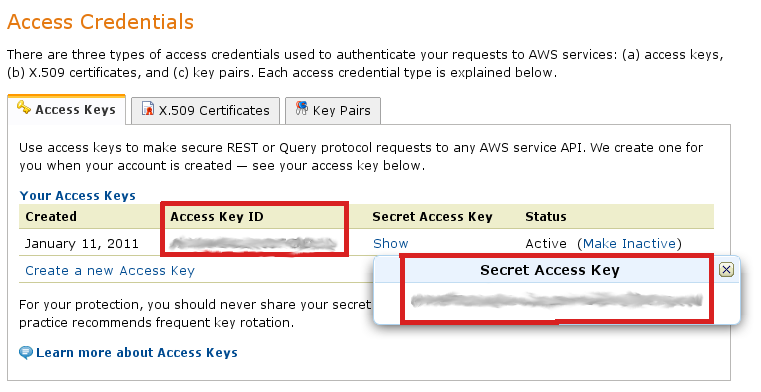 Access Credentials
There are three types of access credentials used to authenticate your requests to AWS services: (a) access keys,
(b) X.509 certificates, and (c) key pairs. Each access credential type is explained below.
Access Keys X.509 Certificates Key Pairs
Use access keys to make secure REST or Query protocol requests to any AWS service API. We create one for
you when your account is created — see your access key below.
Your Access Keys
Created Access Key ID Secret Access Key Status
January 11, 2011 Show Active (Make Inactive)
Create a new Access Key
Secret Access Key
For your protection, you should never share your secret
practice recommends frequent key rotation.
Learn more about Access Keys